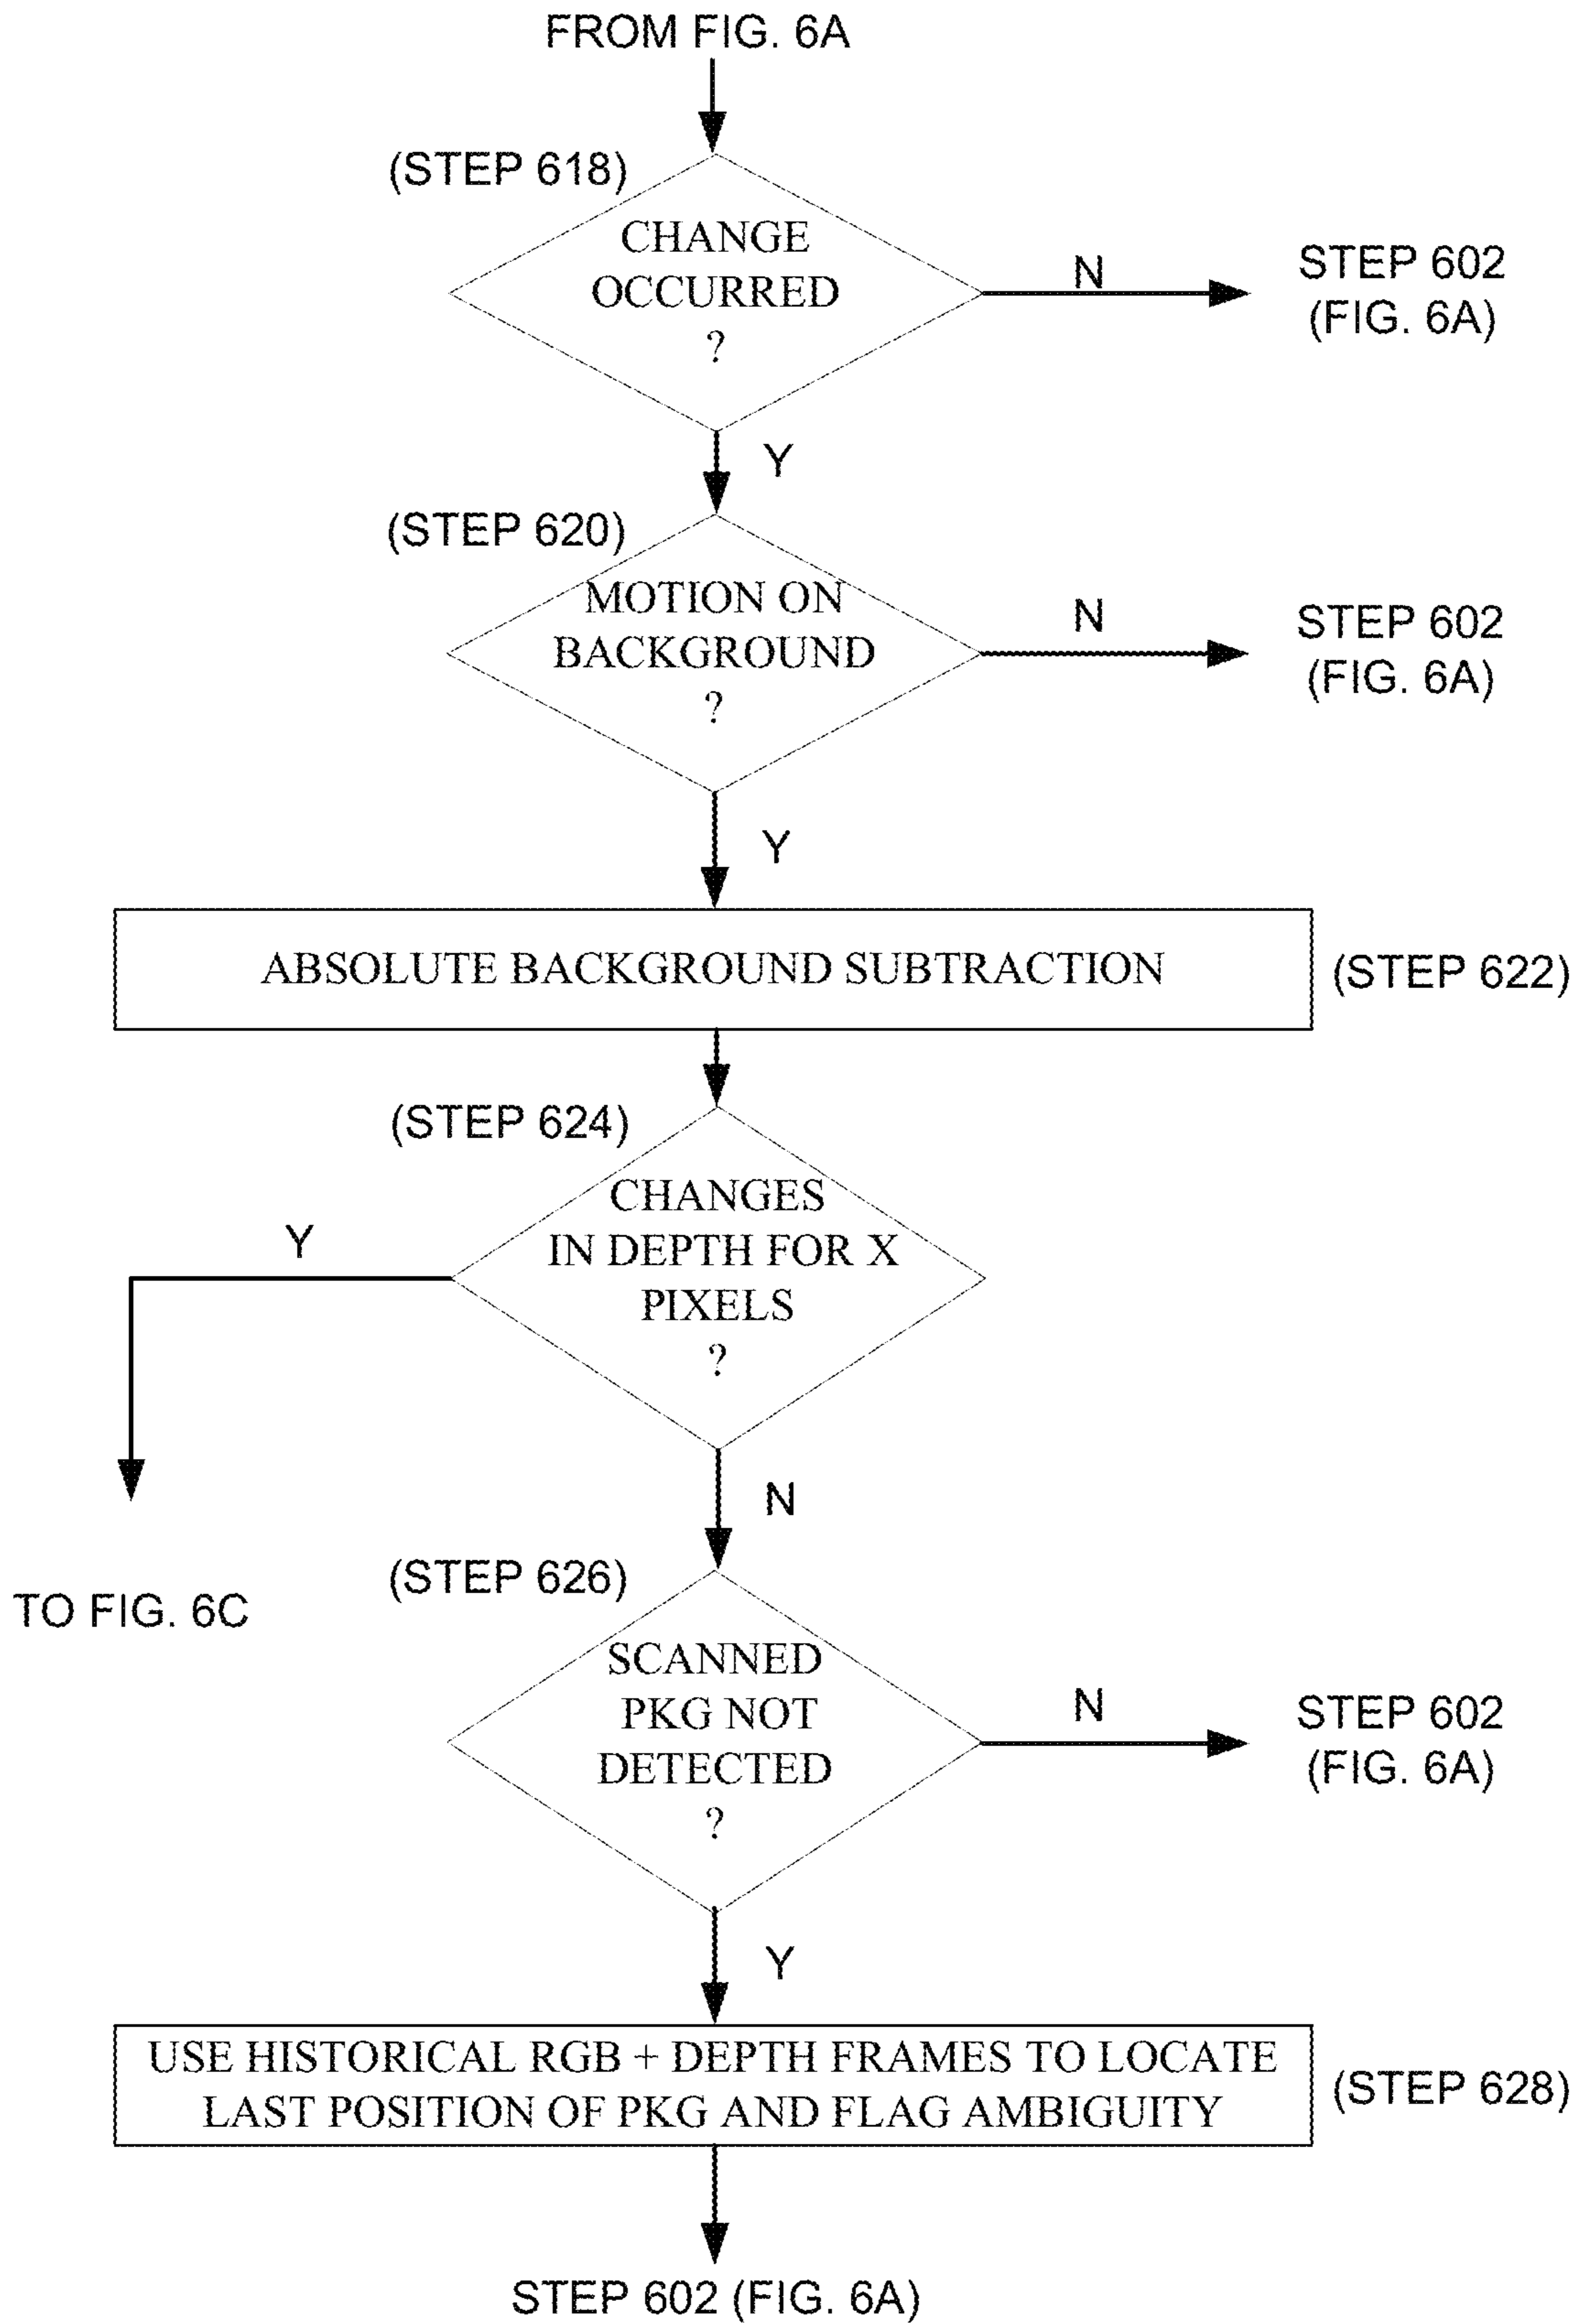 FROM FIG. 6A
(STEP 618)
CHANGE
OCCURRED
?
N
STEP 602
(FIG. 6A)
Y
(STEP 620)
MOTION ON
BACKGROUND
?
N
STEP 602
(FIG. 6A)
Y
ABSOLUTE BACKGROUND SUBTRACTION
(STEP 622)
(STEP 624)
CHANGES
IN DEPTH FOR X
PIXELS
?
Y
TO FIG. 6C
N
(STEP 626)
SCANNED
PKG NOT
DETECTED
?
N
STEP 602
(FIG. 6A)
Y
USE HISTORICAL RGB + DEPTH FRAMES TO LOCATE
LAST POSITION OF PKG AND FLAG AMBIGUITY
(STEP 628)
STEP 602 (FIG. 6A)